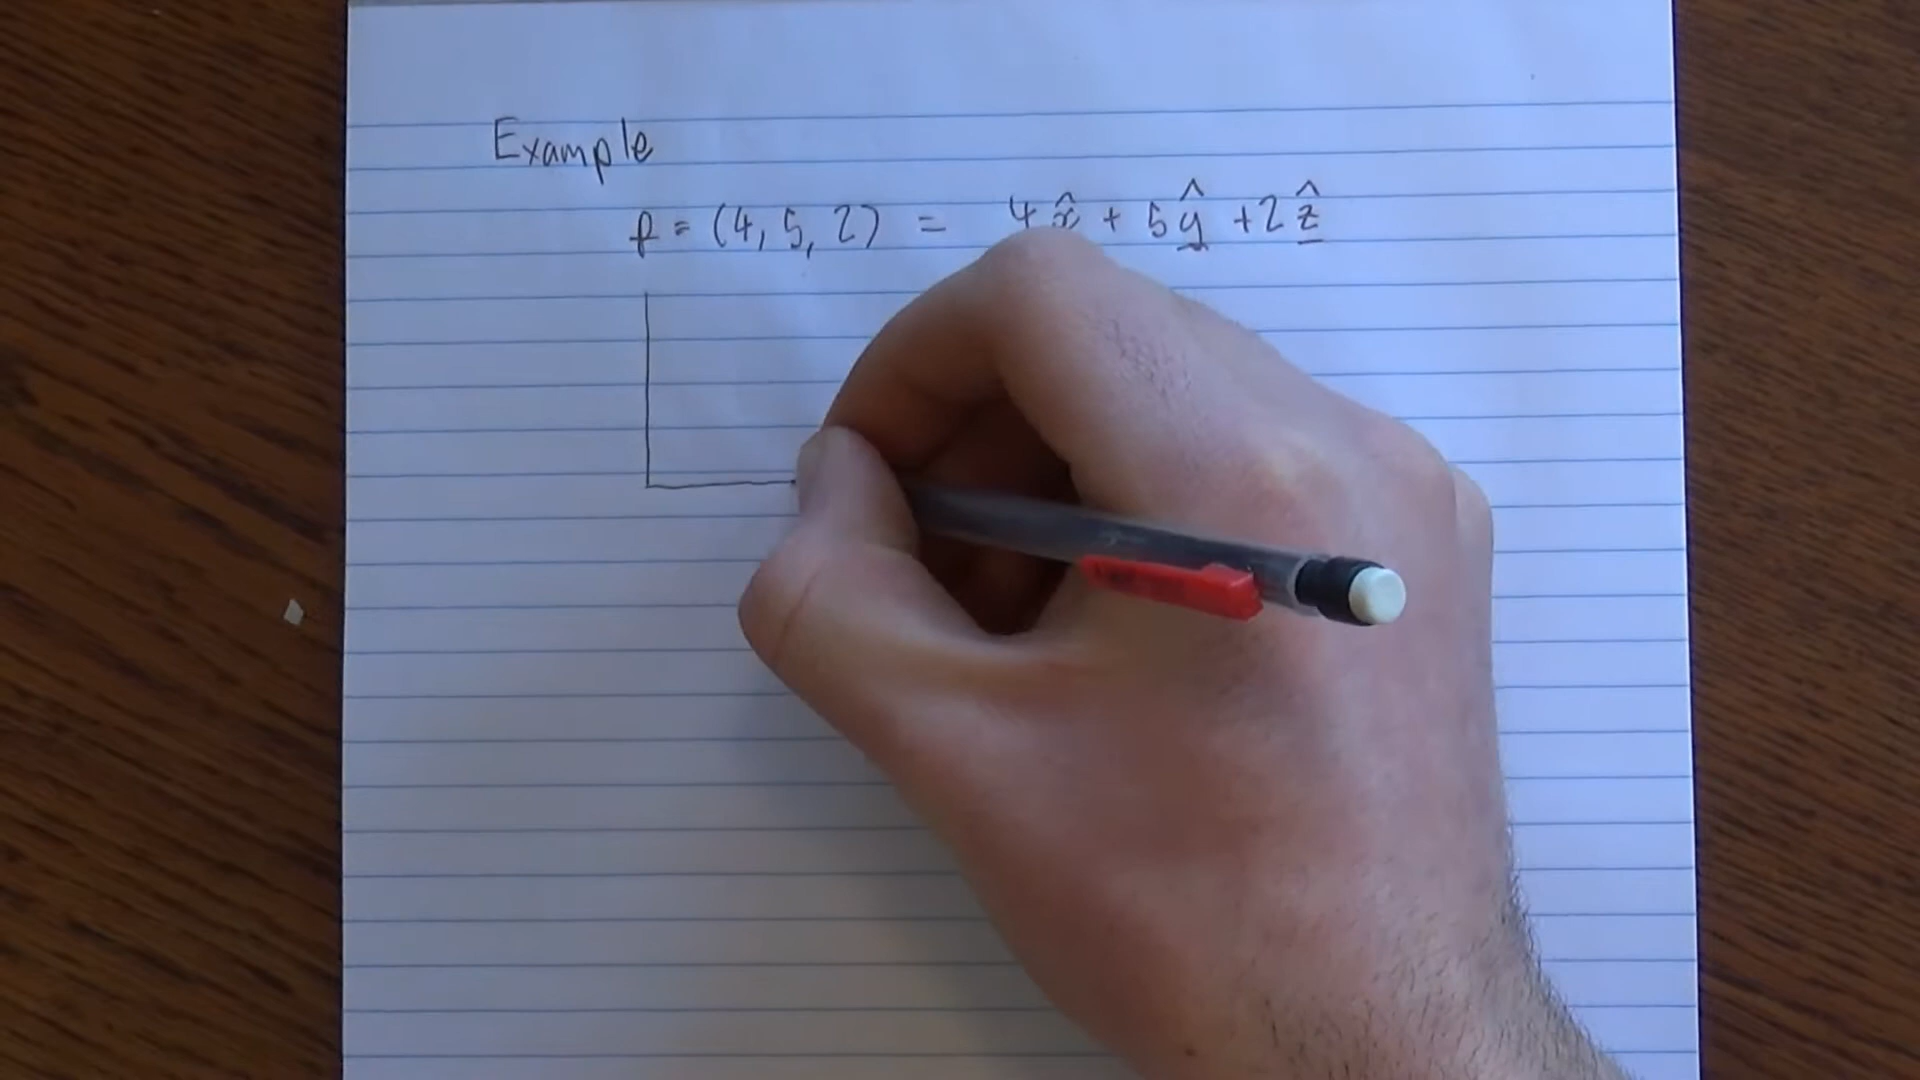 Example
p = (4, 5, 2) = 4x̂ + 5ŷ + 2ẑ